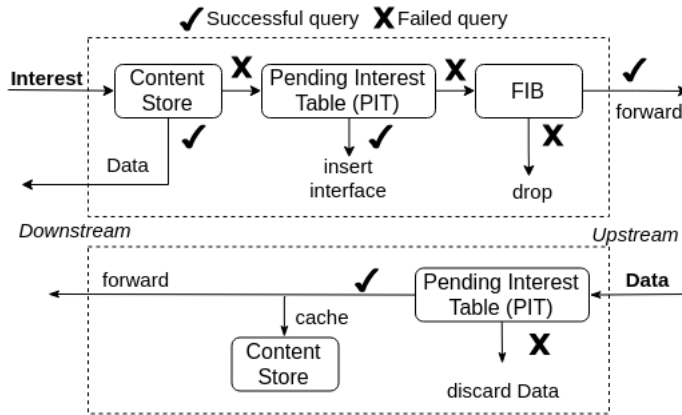 Successful query Failed query
Interest
Content
Store
Pending Interest
Table (PIT)
FIB
forward
Data
insert
interface
drop
Downstream
Upstream
forward
Pending Interest
Table (PIT)
Data
cache
Content
Store
discard Data